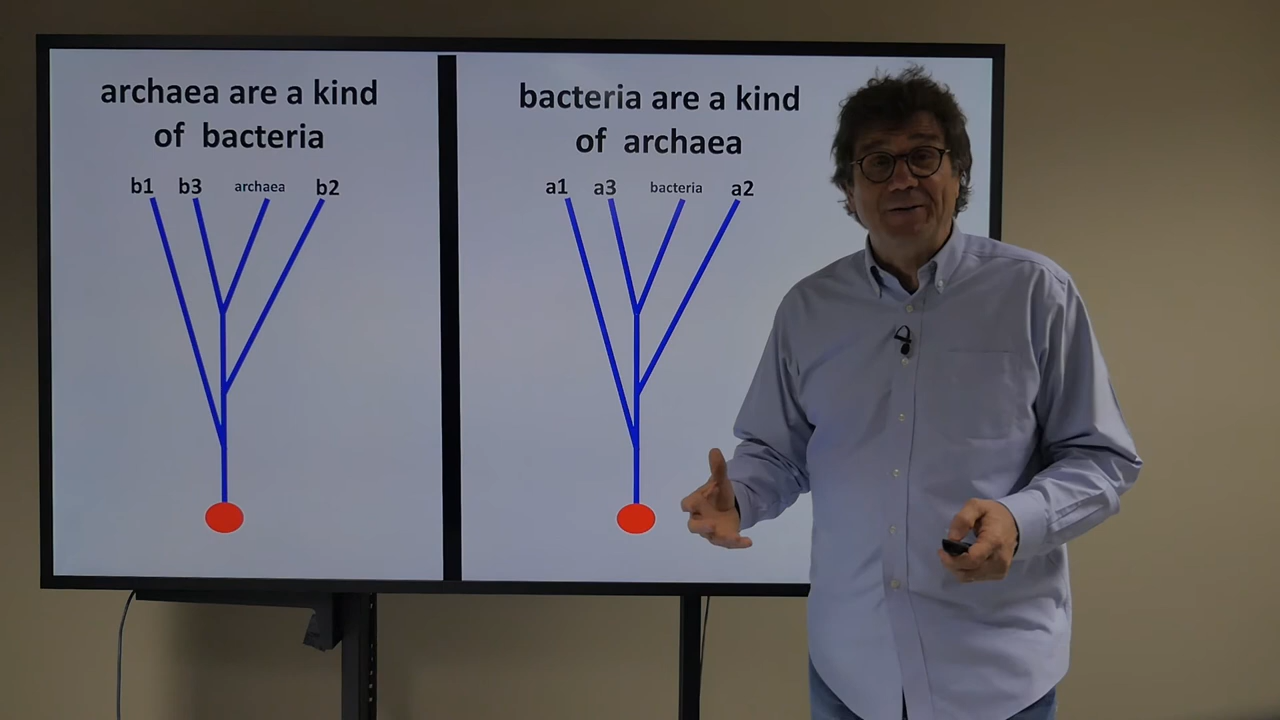 archaea are a kind
of bacteria
b1 b3 archaea b2
bacteria are a kind
of archaea
a1 a3 bacteria a2